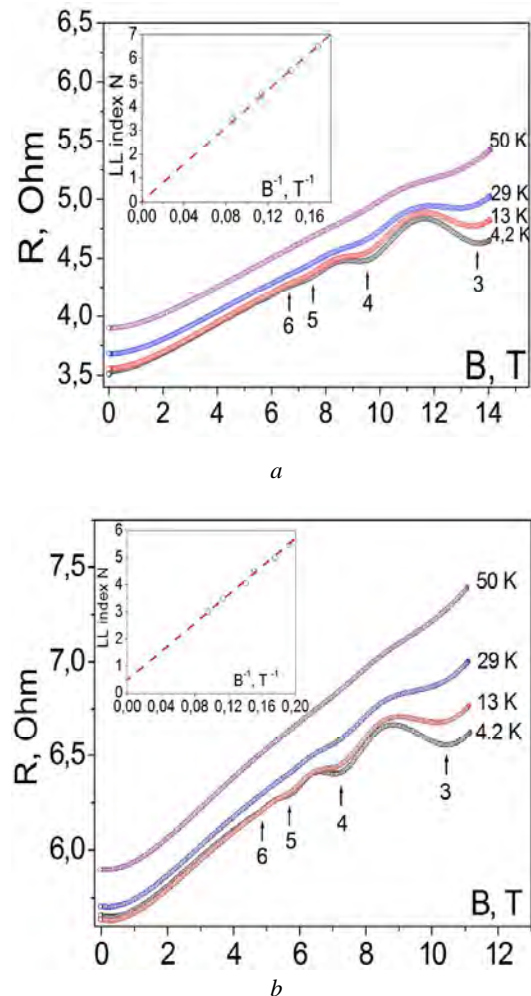 6,5
6,0
5,5
5,0
4,5
4,0
3,5
R, Ohm
0 2 4 6 8 10 12 14
B, T
50 K
29 K
13 K
4,2 K
6 5 4 3
7
6
5
4
3
2
1
0
LL index N
B⁻¹, T⁻¹
0,00 0,04 0,08 0,12 0,16
a
7,5
7,0
6,5
6,0
R, Ohm
0 2 4 6 8 10 12
B, T
50 K
29 K
13 K
4.2 K
6 5 4 3
6
5
4
3
2
1
0
LL index N
B⁻¹, T⁻¹
0,00 0,04 0,08 0,12 0,16 0,20
b